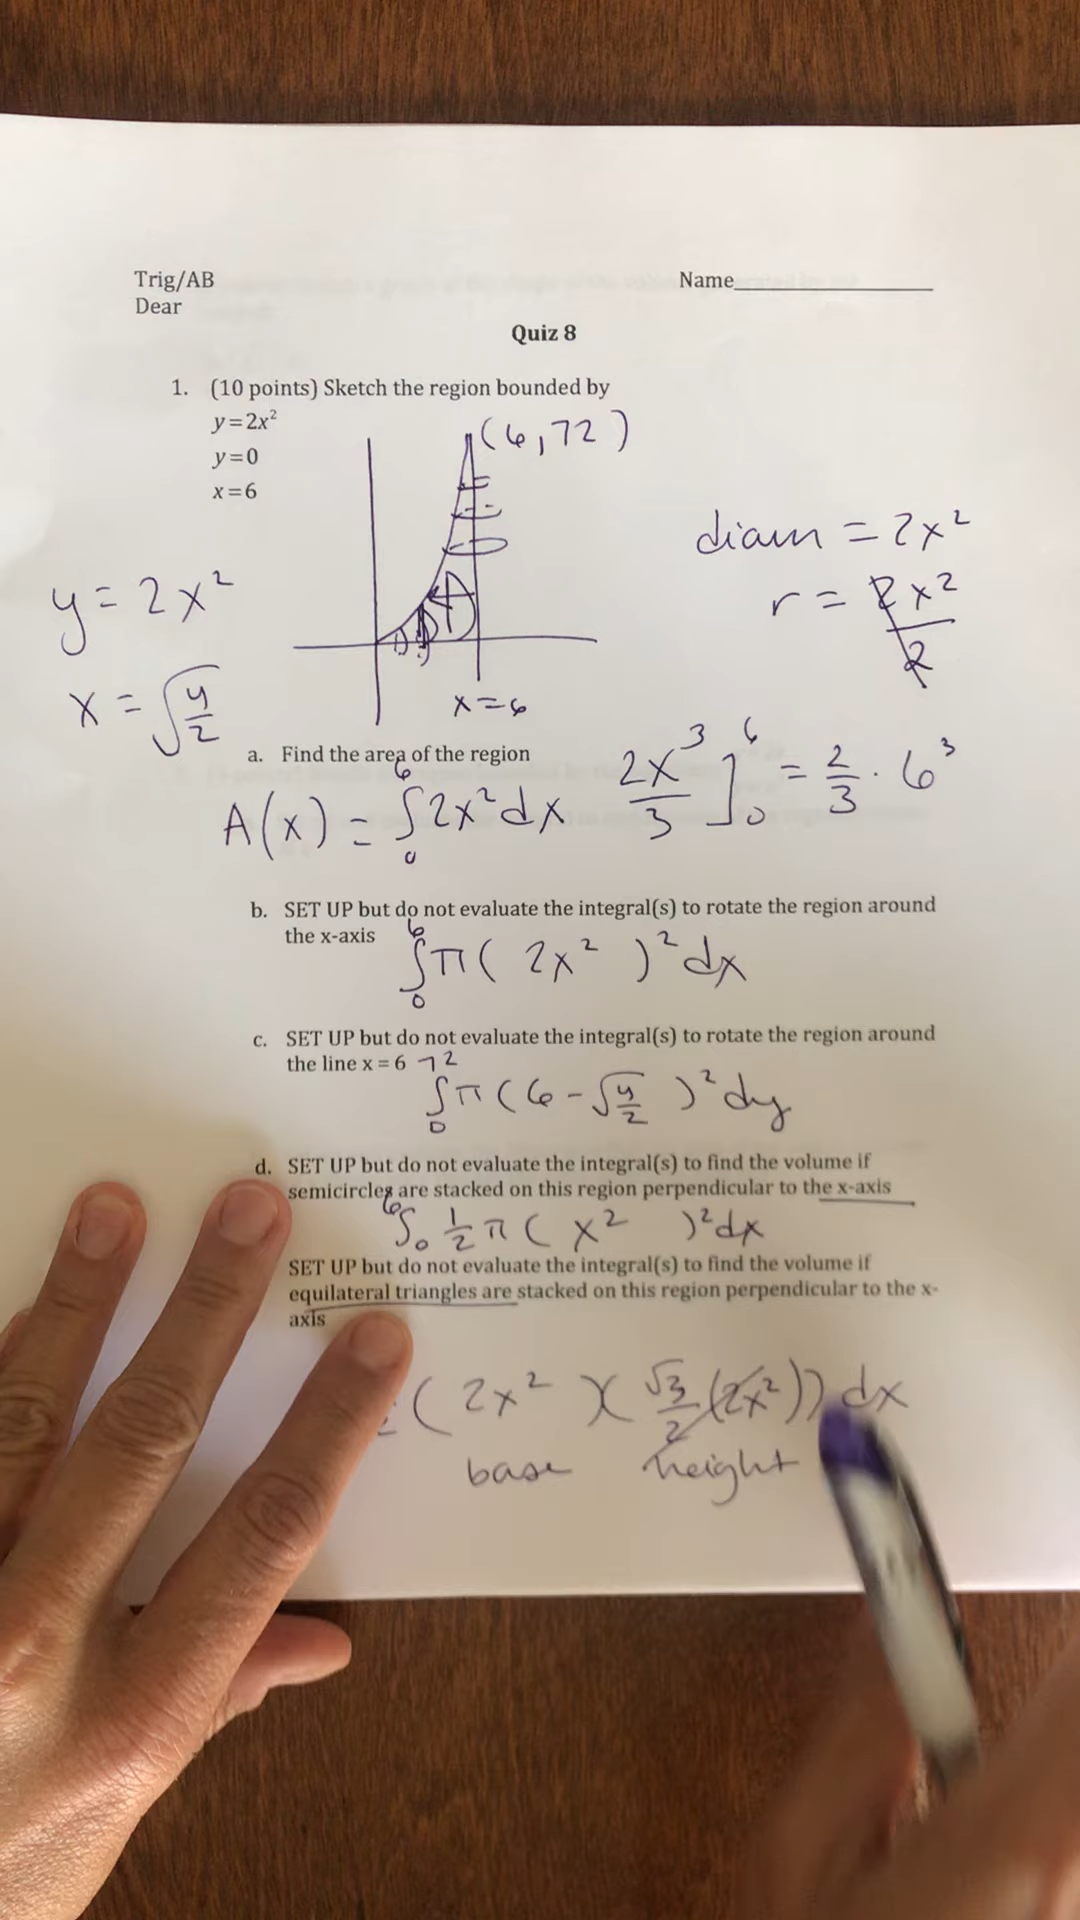 Trig/AB
Name
Dear
Quiz 8
1. (10 points) Sketch the region bounded by
y=2x²
y=0
x=6
(6,72)
diam = 2x²
r = 2x²/2
y = 2x²
x = √(y/2)
x=6
a. Find the area of the region
A(x) = ∫₀⁶ 2x² dx 2x³/3 ]₀⁶ = 2/3 · 6³
b. SET UP but do not evaluate the integral(s) to rotate the region around
the x-axis
∫₀⁶ π( 2x² )² dx
c. SET UP but do not evaluate the integral(s) to rotate the region around
the line x = 6
∫₀⁷² π(6 - √(y/2) )² dy
d. SET UP but do not evaluate the integral(s) to find the volume if
semicircles are stacked on this region perpendicular to the x-axis
∫₀⁶ ½ π( x² )² dx
SET UP but do not evaluate the integral(s) to find the volume if
equilateral triangles are stacked on this region perpendicular to the x-
axis
( 2x² )( √3/2 (2x²)) dx
base height